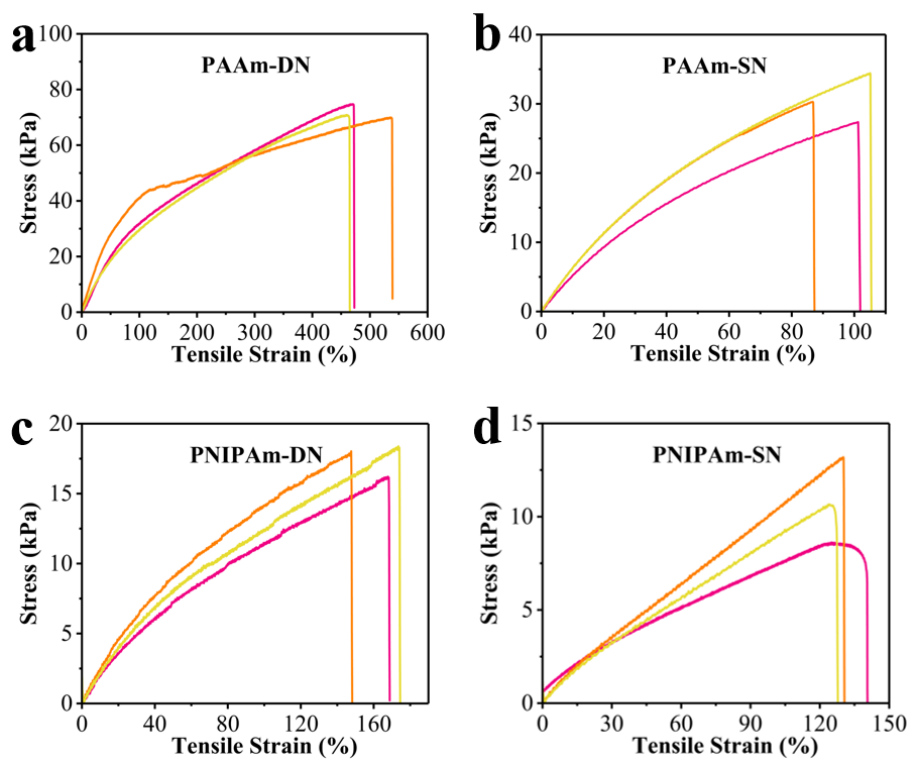 a
PAAm-DN
Stress (kPa)
100
80
60
40
20
0
0 100 200 300 400 500 600
Tensile Strain (%)
b
PAAm-SN
Stress (kPa)
40
30
20
10
0
0 20 40 60 80 100
Tensile Strain (%)
c
PNIPAm-DN
Stress (kPa)
20
15
10
5
0
0 40 80 120 160
Tensile Strain (%)
d
PNIPAm-SN
Stress (kPa)
15
10
5
0
0 30 60 90 120 150
Tensile Strain (%)